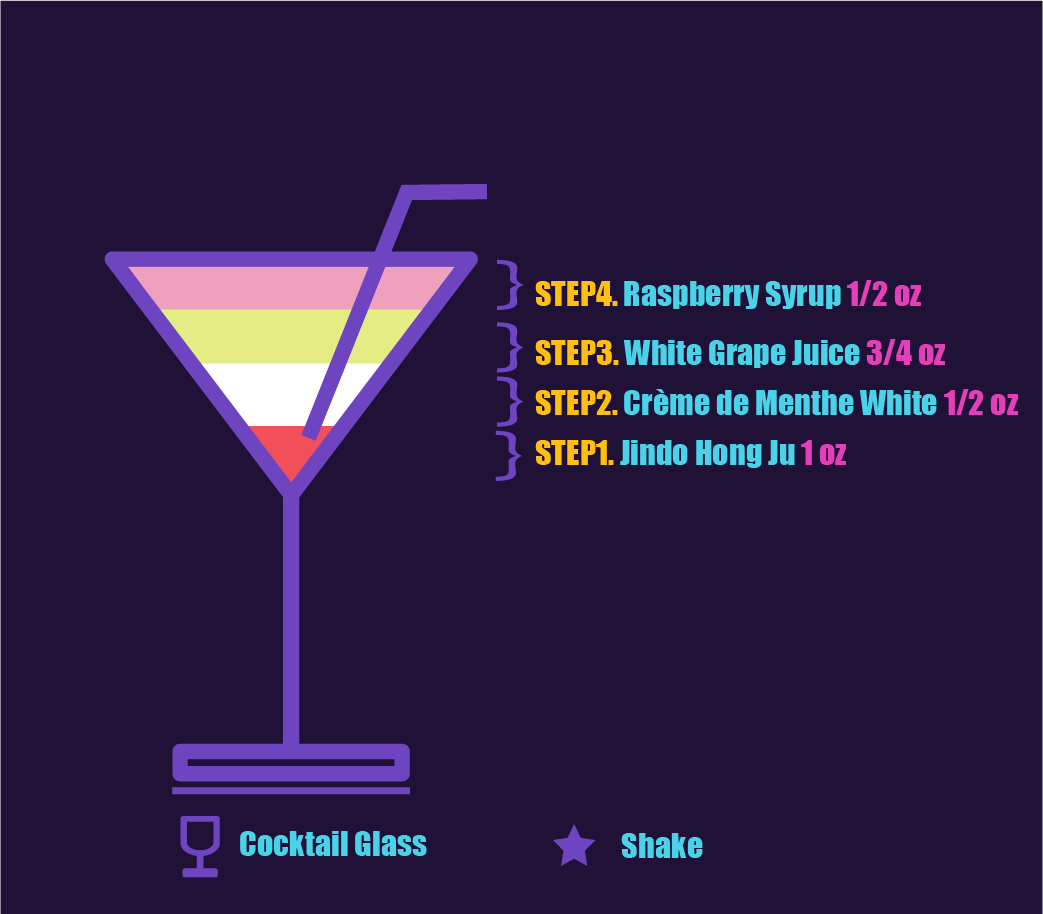 STEP4. Raspberry Syrup 1/2 oz
STEP3. White Grape Juice 3/4 oz
STEP2. Crème de Menthe White 1/2 oz
STEP1. Jindo Hong Ju 1 oz
Cocktail Glass
Shake